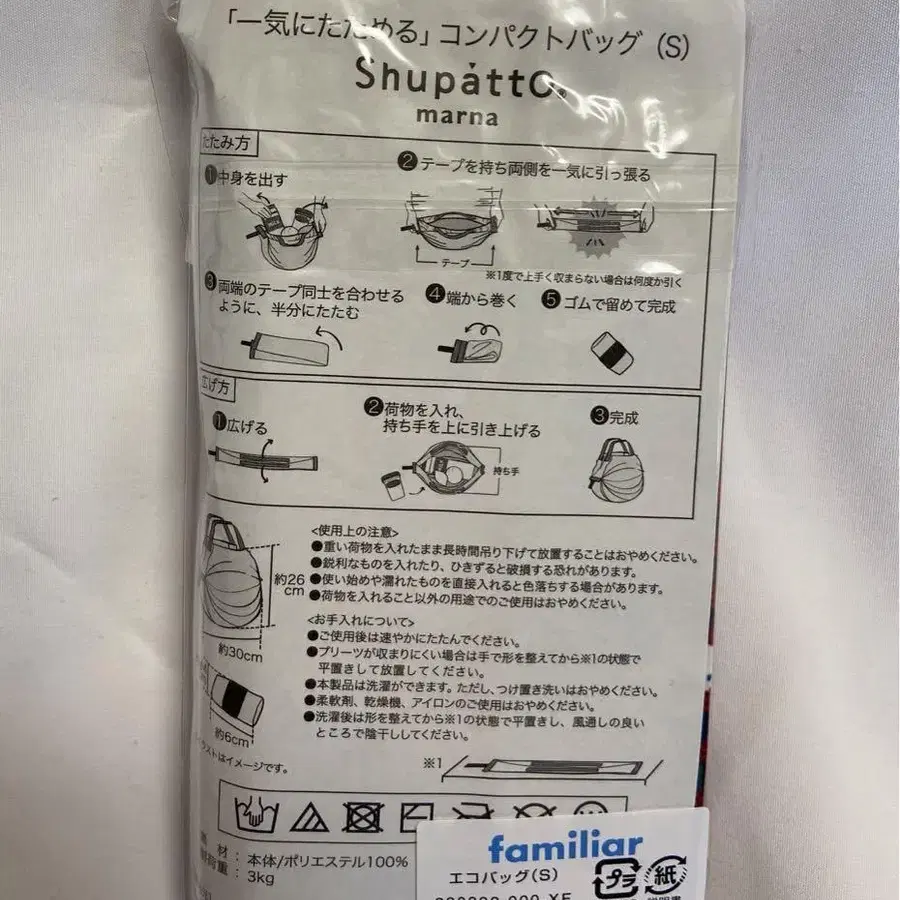 「一気にたためる」コンパクトバッグ（S）
Shupatto®
marna
たたみ方
❶中身を出す
❷テープを持ち両側を一気に引っ張る
テープ
※1度で上手く収まらない場合は何度か引く
❸両端のテープ同士を合わせる
ように、半分にたたむ
❹端から巻く
❺ゴムで留めて完成
広げ方
❶広げる
❷荷物を入れ、
持ち手を上に引き上げる
持ち手
❸完成
<使用上の注意>
●重い荷物を入れたまま長時間吊り下げて放置することはおやめください。
●鋭利なものを入れたり、ひきずると破損する恐れがあります。
●使い始めや濡れたものを直接入れると色落ちする場合があります。
●荷物を入れること以外の用途でのご使用はおやめください。
約26
cm
約30cm
<お手入れについて>
●ご使用後は速やかにたたんでください。
●プリーツが収まりにくい場合は手で形を整えてから※1の状態で
平置きして放置してください。
●本製品は洗濯ができます。ただし、つけ置き洗いはおやめください。
●柔軟剤、乾燥機、アイロンのご使用はおやめください。
●洗濯後は形を整えてから※1の状態で平置きし、風通しの良い
ところで陰干ししてください。
約6cm
イラストはイメージです。
※1
材：本体/ポリエステル100%
荷重：3kg
familiar
エコバッグ(S)
プラ
紙